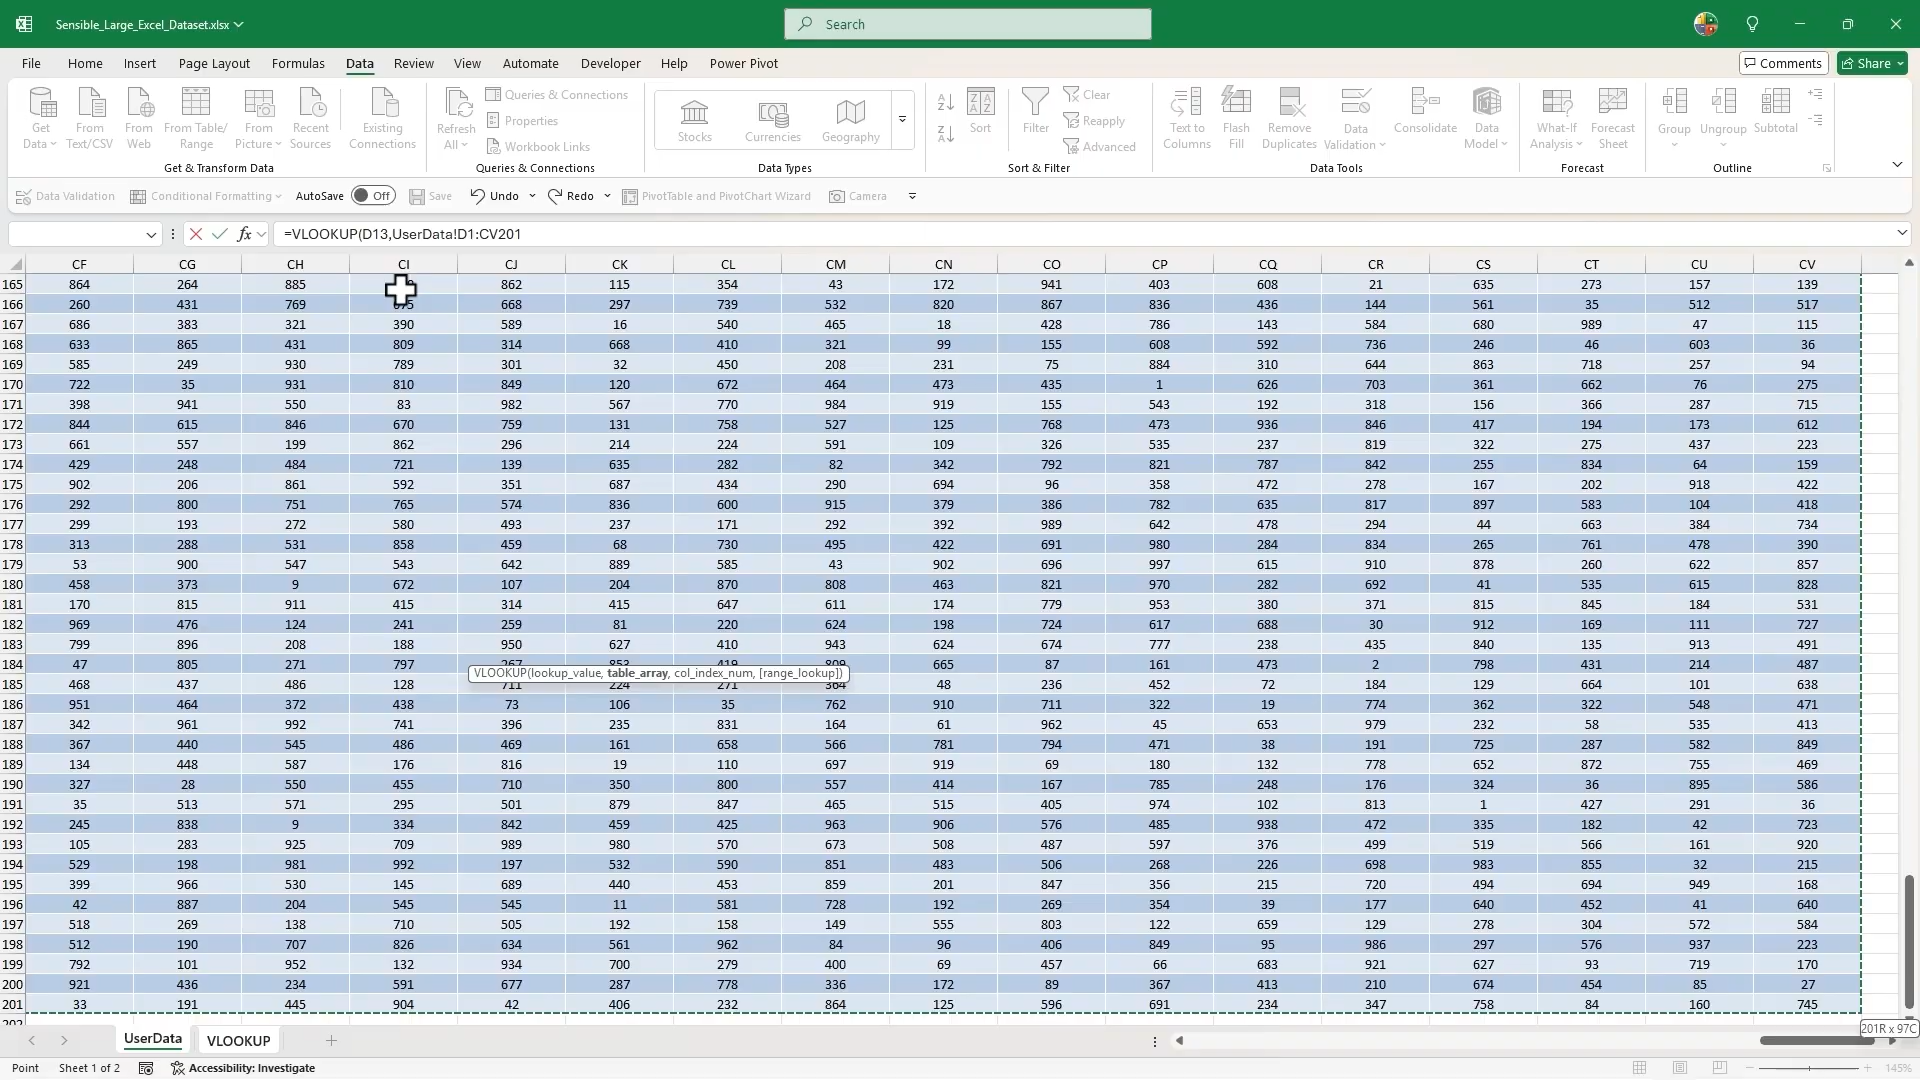 Sensible_Large_Excel_Dataset.xlsx
Search
File Home Insert Page Layout Formulas Data Review View Automate Developer Help Power Pivot
Comments Share
Get Data
From Text/CSV
From Web
From Table/ Range
From Picture
Recent Sources
Existing Connections
Get & Transform Data
Refresh All
Queries & Connections
Properties
Workbook Links
Queries & Connections
Stocks
Currencies
Geography
Data Types
Sort
Filter
Clear
Reapply
Advanced
Sort & Filter
Text to Columns
Flash Fill
Remove Duplicates
Data Validation
Consolidate
Data Model
Data Tools
What-If Analysis
Forecast Sheet
Forecast
Group
Ungroup
Subtotal
Outline
Data Validation Conditional Formatting AutoSave Off Save Undo Redo PivotTable and PivotChart Wizard Camera
fx =VLOOKUP(D13,UserData!D1:CV201
CF CG CH CI CJ CK CL CM CN CO CP CQ CR CS CT CU CV
165 864 264 885 862 115 354 43 172 941 403 608 21 635 273 157 139
166 260 431 769 668 297 739 532 820 867 836 436 144 561 35 512 517
167 686 383 321 390 589 16 540 465 18 428 786 143 584 680 989 47 115
168 633 865 431 809 314 668 410 321 99 155 608 592 736 246 46 603 36
169 585 249 930 789 301 32 450 208 231 75 884 310 644 863 718 257 94
170 722 35 931 810 849 120 672 464 473 435 1 626 703 361 662 76 275
171 398 941 550 83 982 567 770 984 919 155 543 192 318 156 366 287 715
172 844 615 846 670 759 131 758 527 125 768 473 936 846 417 194 173 612
173 661 557 199 862 296 214 224 591 109 326 535 237 819 322 275 437 223
174 429 248 484 721 139 635 282 82 342 792 821 787 842 255 834 64 159
175 902 206 861 592 351 687 434 290 694 96 358 472 278 167 202 918 422
176 292 800 751 765 574 836 600 915 379 386 782 635 817 897 583 104 418
177 299 193 272 580 493 237 171 292 392 989 642 478 294 44 663 384 734
178 313 288 531 858 459 68 730 495 422 691 980 284 834 265 761 478 390
179 53 900 547 543 642 889 585 43 902 696 997 615 910 878 260 622 857
180 458 373 9 672 107 204 870 808 463 821 970 282 692 41 535 615 828
181 170 815 911 415 314 415 647 611 174 779 953 380 371 815 845 184 531
182 969 476 124 241 259 81 220 624 198 724 617 688 30 912 169 111 727
183 799 896 208 188 950 627 410 943 624 674 777 238 435 840 135 913 491
184 47 805 271 797 665 87 161 473 2 798 431 214 487
VLOOKUP(lookup_value, table_array, col_index_num, [range_lookup])
185 468 437 486 128 711 224 271 364 48 236 452 72 184 129 664 101 638
186 951 464 372 438 73 106 35 762 910 711 322 19 774 362 322 548 471
187 342 961 992 741 396 235 831 164 61 962 45 653 979 232 58 535 413
188 367 440 545 486 469 161 658 566 781 794 471 38 191 725 287 582 849
189 134 448 587 176 816 19 110 697 919 69 180 132 778 652 872 755 469
190 327 28 550 455 710 350 800 557 414 167 785 248 176 324 36 895 586
191 35 513 571 295 501 879 847 465 515 405 974 102 813 1 427 291 36
192 245 838 9 334 842 459 425 963 906 576 485 938 472 335 182 42 723
193 105 283 925 709 989 980 570 673 508 487 597 376 499 519 566 161 920
194 529 198 981 992 197 532 590 851 483 506 268 226 698 983 855 32 215
195 399 966 530 145 689 440 453 859 201 847 356 215 720 494 694 949 168
196 42 887 204 545 545 11 581 728 192 269 354 39 177 640 452 41 640
197 518 269 138 710 505 192 158 149 555 803 122 659 129 278 304 572 584
198 512 190 707 826 634 561 962 84 96 406 849 95 986 297 576 937 223
199 792 101 952 132 934 700 279 400 69 457 66 683 921 627 93 719 170
200 921 436 234 591 677 287 778 336 172 89 367 413 210 674 454 85 27
201 33 191 445 904 42 406 232 864 125 596 691 234 347 758 84 160 745
201R x 97C
UserData VLOOKUP
Point Sheet 1 of 2 Accessibility: Investigate 145%